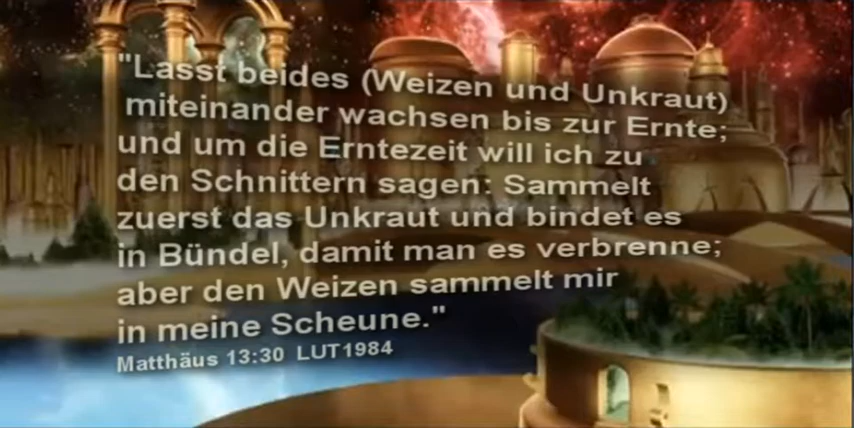 "Lasst beides (Weizen und Unkraut)
miteinander wachsen bis zur Ernte;
und um die Erntezeit will ich zu
den Schnittern sagen: Sammelt
zuerst das Unkraut und bindet es
in Bündel, damit man es verbrenne;
aber den Weizen sammelt mir
in meine Scheune."
Matthäus 13:30 LUT1984